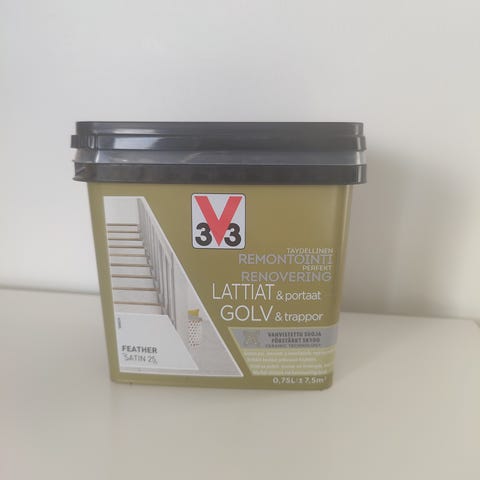 V
33
TÄYDELLINEN
REMONTOINTI
PERFEKT
RENOVERING
LATTIAT & portaat
GOLV & trappor
VAHVISTETTU SUOJA
FÖRSTÄRKT SKYDD
CERAMIC TECHNOLOGY
FEATHER
SATIN 25
0,75L = ± 7,5m²